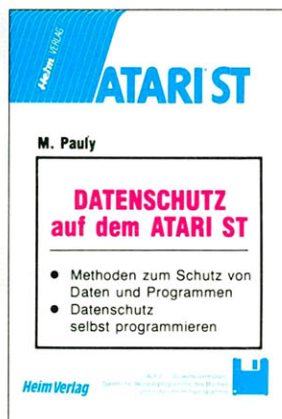 Heim VERLAG
ATARI ST
M. Pauly
DATENSCHUTZ
auf dem ATARI ST
● Methoden zum Schutz von
Daten und Programmen
● Datenschutz
selbst programmieren
Heim Verlag